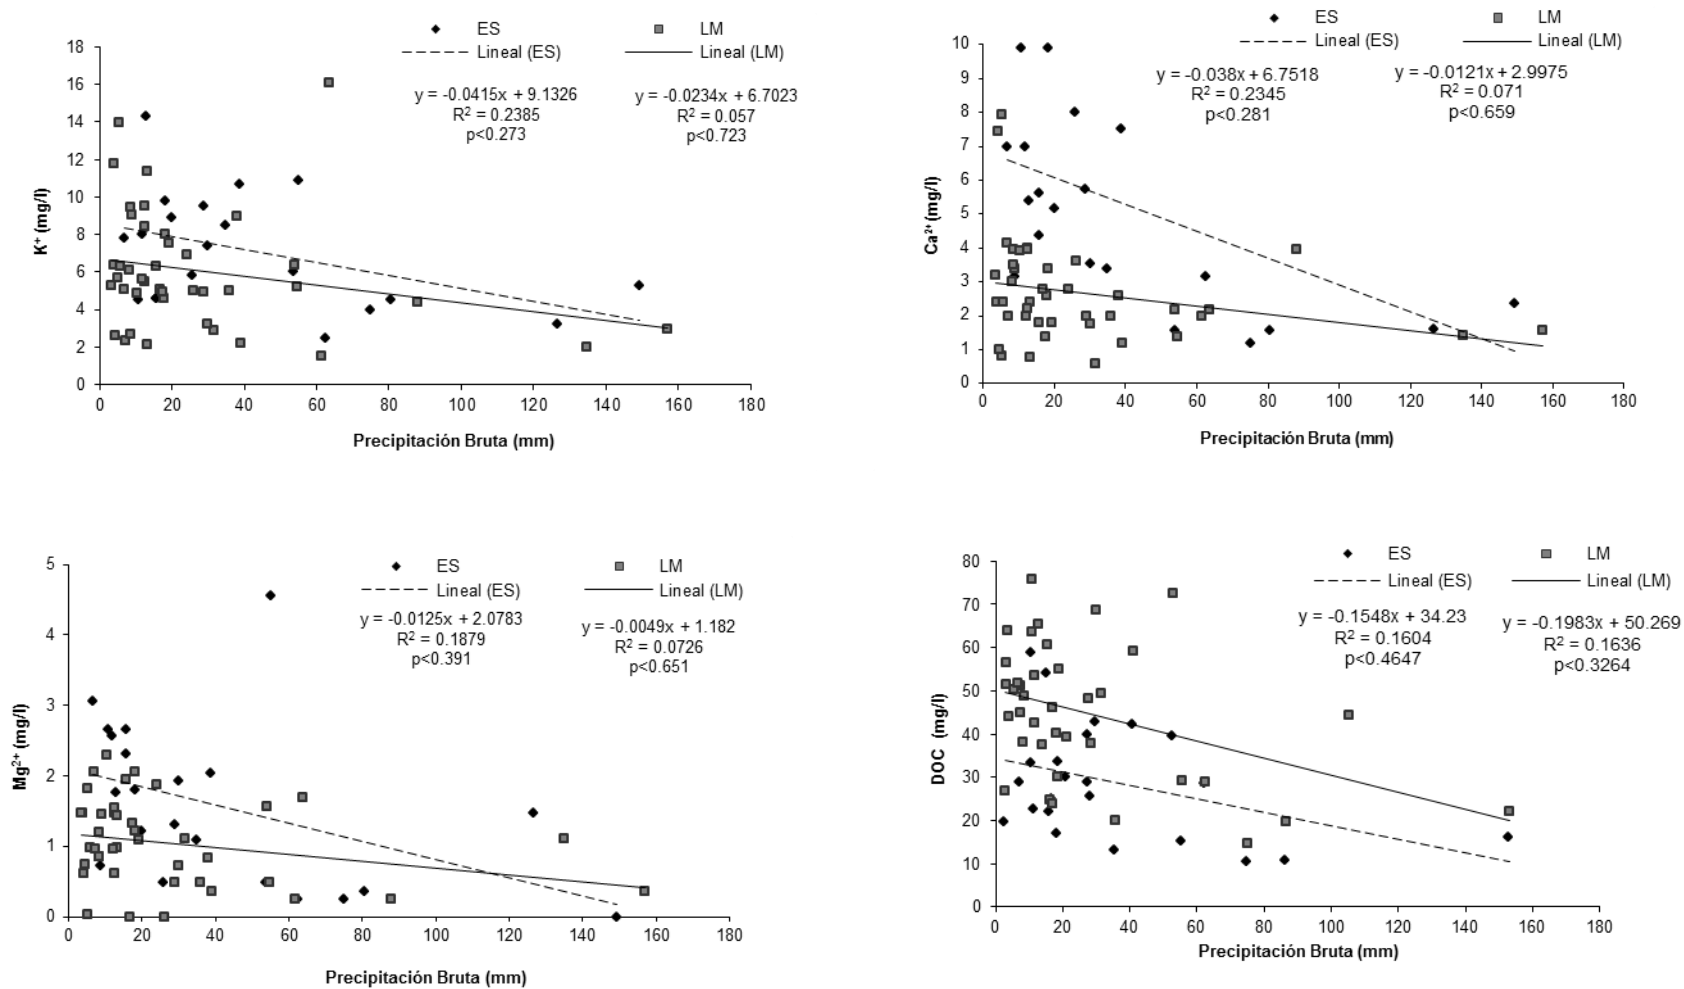 ES LM
Lineal (ES) Lineal (LM)
y = -0.0415x + 9.1326 y = -0.0234x + 6.7023
R² = 0.2385 R² = 0.057
p<0.273 p<0.723
K⁺ (mg/l)
18
16
14
12
10
8
6
4
2
0
0 20 40 60 80 100 120 140 160 180
Precipitación Bruta (mm)
ES LM
Lineal (ES) Lineal (LM)
y = -0.038x + 6.7518 y = -0.0121x + 2.9975
R² = 0.2345 R² = 0.071
p<0.281 p<0.659
Ca²⁺ (mg/l)
10
9
8
7
6
5
4
3
2
1
0
0 20 40 60 80 100 120 140 160 180
Precipitación Bruta (mm)
ES LM
Lineal (ES) Lineal (LM)
y = -0.0125x + 2.0783 y = -0.0049x + 1.182
R² = 0.1879 R² = 0.0726
p<0.391 p<0.651
Mg²⁺ (mg/l)
5
4
3
2
1
0
0 20 40 60 80 100 120 140 160 180
Precipitación Bruta (mm)
ES LM
Lineal (ES) Lineal (LM)
y = -0.1548x + 34.23 y = -0.1983x + 50.269
R² = 0.1604 R² = 0.1636
p<0.4647 p<0.3264
DOC (mg/l)
80
70
60
50
40
30
20
10
0
0 20 40 60 80 100 120 140 160 180
Precipitación Bruta (mm)